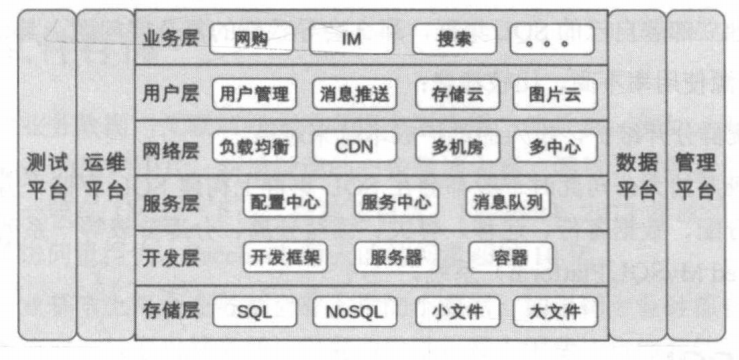 测试平台
运维平台
业务层 网购 IM 搜索 。。。
用户层 用户管理 消息推送 存储云 图片云
网络层 负载均衡 CDN 多机房 多中心
服务层 配置中心 服务中心 消息队列
开发层 开发框架 服务器 容器
存储层 SQL NoSQL 小文件 大文件
数据平台
管理平台